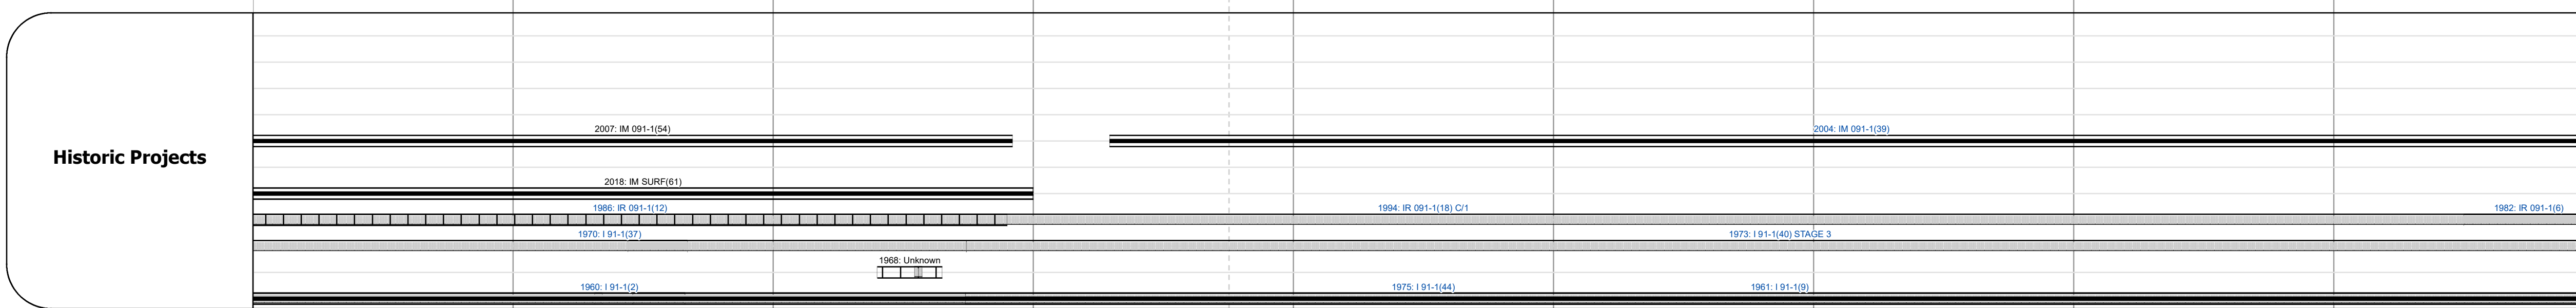 Historic Projects
2007: IM 091-1(54)
2004: IM 091-1(39)
2018: IM SURF(61)
1986: IR 091-1(12)
1994: IR 091-1(18) C/1
1982: IR 091-1(6)
1970: I 91-1(37)
1973: I 91-1(40) STAGE 3
1968: Unknown
1960: I 91-1(2)
1975: I 91-1(44)
1961: I 91-1(9)